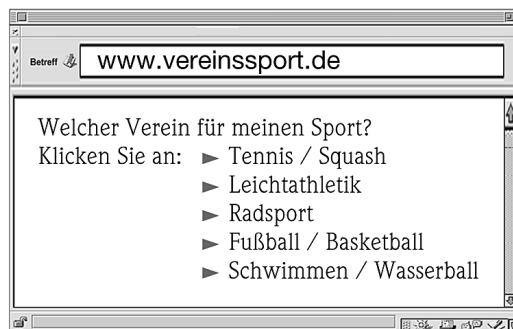 Betreff www.vereinssport.de
Welcher Verein für meinen Sport?
Klicken Sie an: ► Tennis / Squash
► Leichtathletik
► Radsport
► Fußball / Basketball
► Schwimmen / Wasserball